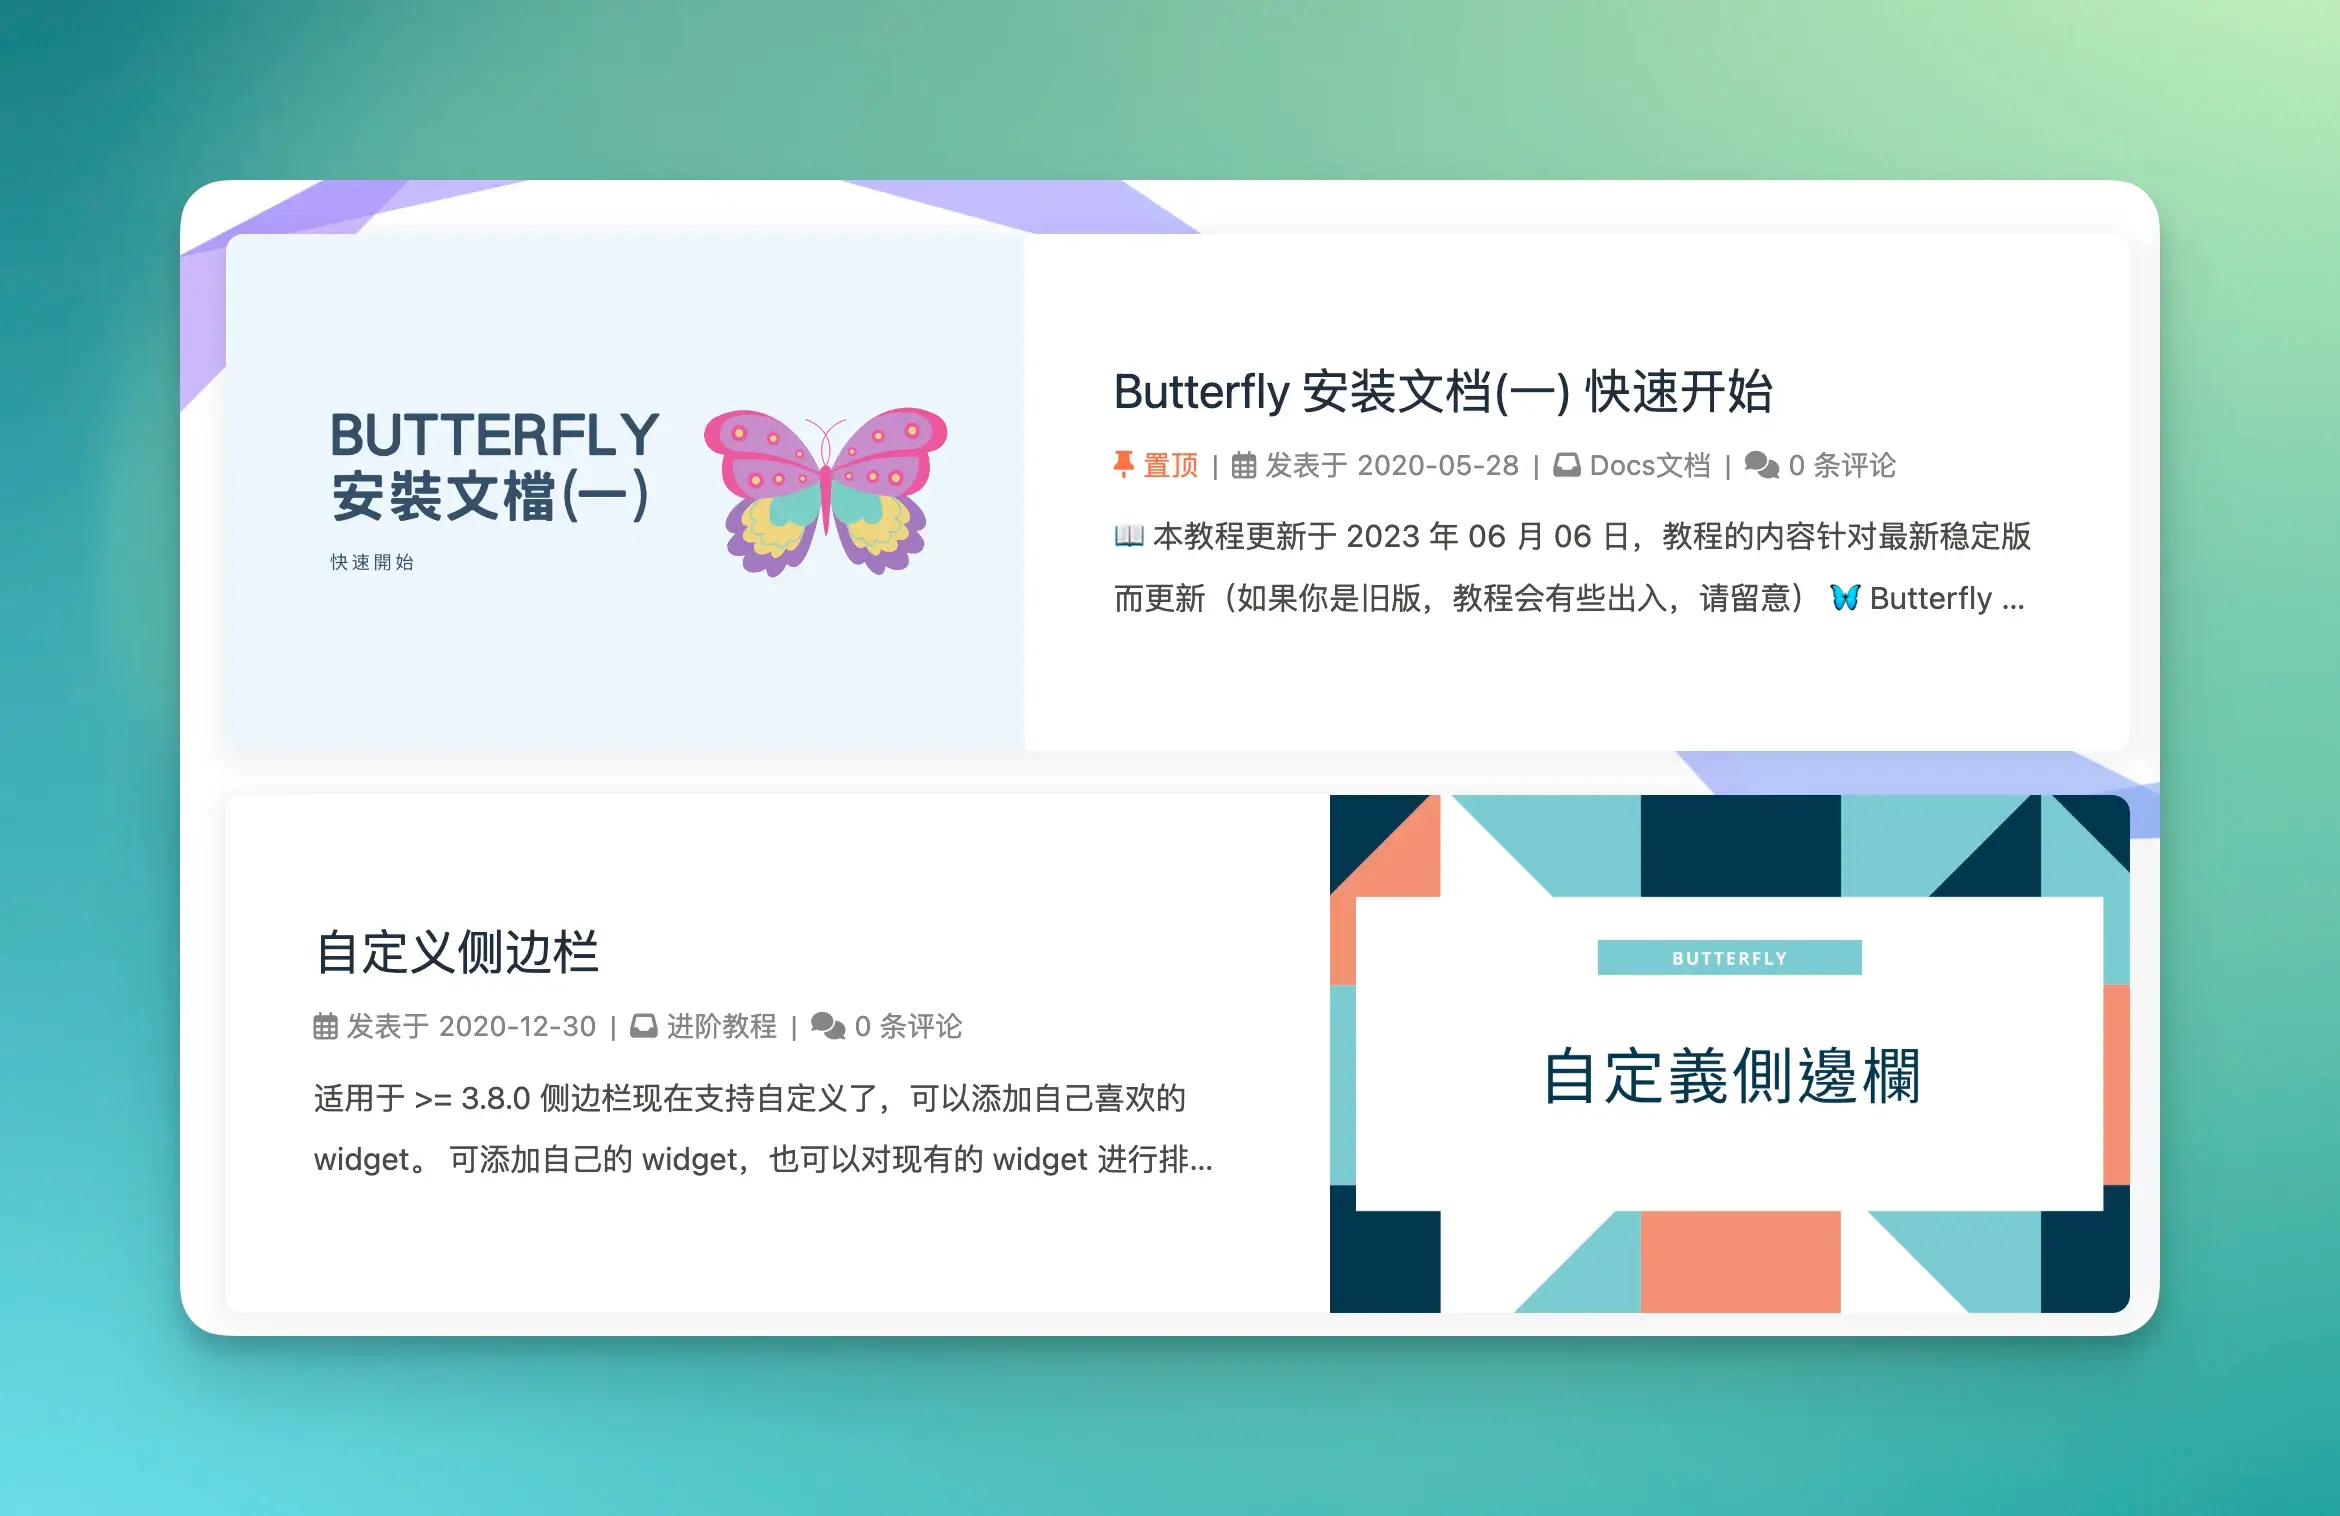 BUTTERFLY
安裝文檔(一)
快速開始
Butterfly 安装文档(一) 快速开始
置顶 | 发表于 2020-05-28 | Docs文档 | 0 条评论
📖 本教程更新于 2023 年 06 月 06 日，教程的内容针对最新稳定版
而更新（如果你是旧版，教程会有些出入，请留意） 🦋 Butterfly ...
自定义侧边栏
发表于 2020-12-30 | 进阶教程 | 0 条评论
适用于 >= 3.8.0 侧边栏现在支持自定义了，可以添加自己喜欢的
widget。 可添加自己的 widget，也可以对现有的 widget 进行排...
BUTTERFLY
自定義側邊欄